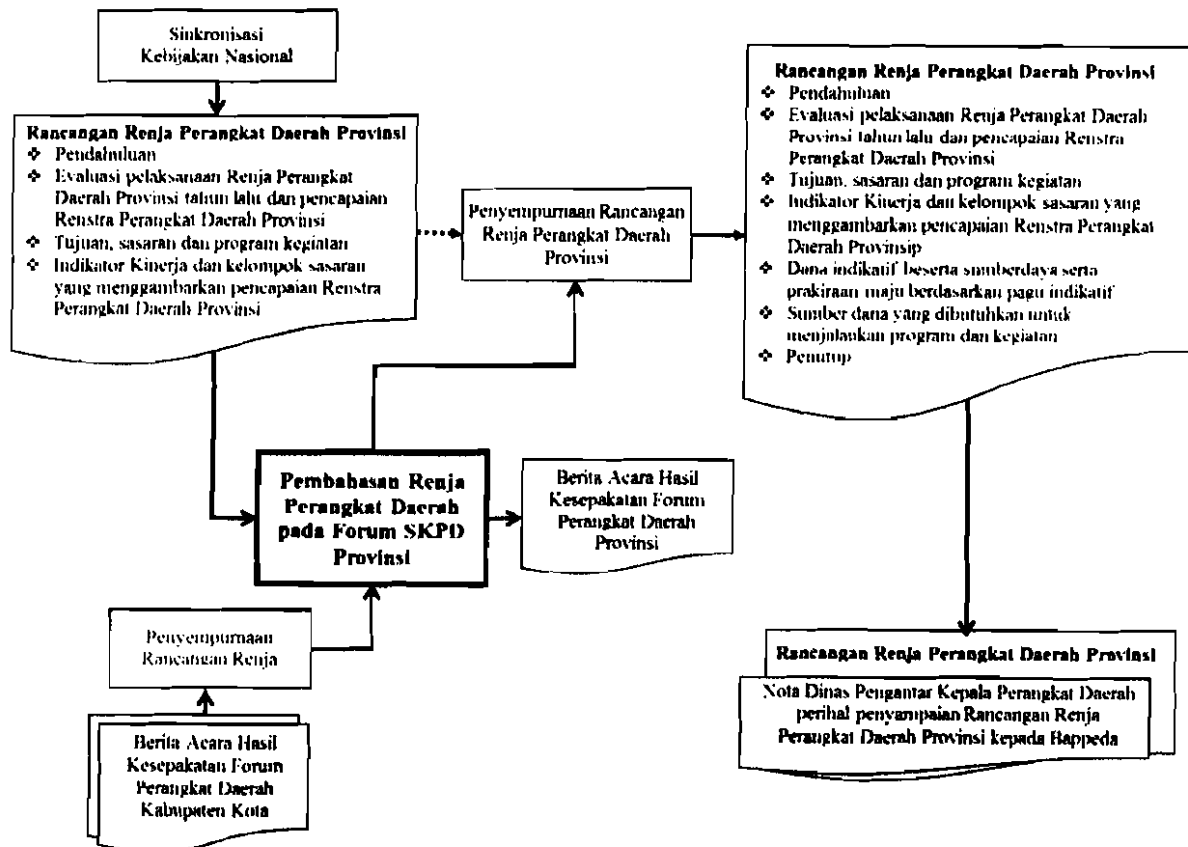 Sinkronisasi
Kebijakan Nasional
Rancangan Renja Perangkat Daerah Provinsi
❖ Pendahuluan
❖ Evaluasi pelaksanaan Renja Perangkat
Daerah Provinsi tahun lalu dan pencapaian
Renstra Perangkat Daerah Provinsi
❖ Tujuan, sasaran dan program kegiatan
❖ Indikator Kinerja dan kelompok sasaran
yang menggambarkan pencapaian Renstra
Perangkat Daerah Provinsi
Penyempurnaan Rancangan
Renja Perangkat Daerah
Provinsi
Rancangan Renja Perangkat Daerah Provinsi
❖ Pendahuluan
❖ Evaluasi pelaksanaan Renja Perangkat Daerah
Provinsi tahun lalu dan pencapaian Renstra
Perangkat Daerah Provinsi
❖ Tujuan, sasaran dan program kegiatan
❖ Indikator Kinerja dan kelompok sasaran yang
menggambarkan pencapaian Renstra Perangkat
Daerah Provinsip
❖ Dana indikatif beserta sumberdaya serta
prakiraan maju berdasarkan pagu indikatif
❖ Sumber dana yang dibutuhkan untuk
menjalankan program dan kegiatan
❖ Penutup
Pembahasan Renja
Perangkat Daerah
pada Forum SKPD
Provinsi
Berita Acara Hasil
Kesepakatan Forum
Perangkat Daerah
Provinsi
Penyempurnaan
Rancangan Renja
Berita Acara Hasil
Kesepakatan Forum
Perangkat Daerah
Kabupaten Kota
Rancangan Renja Perangkat Daerah Provinsi
Nota Dinas Pengantar Kepala Perangkat Daerah
perihal penyampaian Rancangan Renja
Perangkat Daerah Provinsi kepada Bappeda